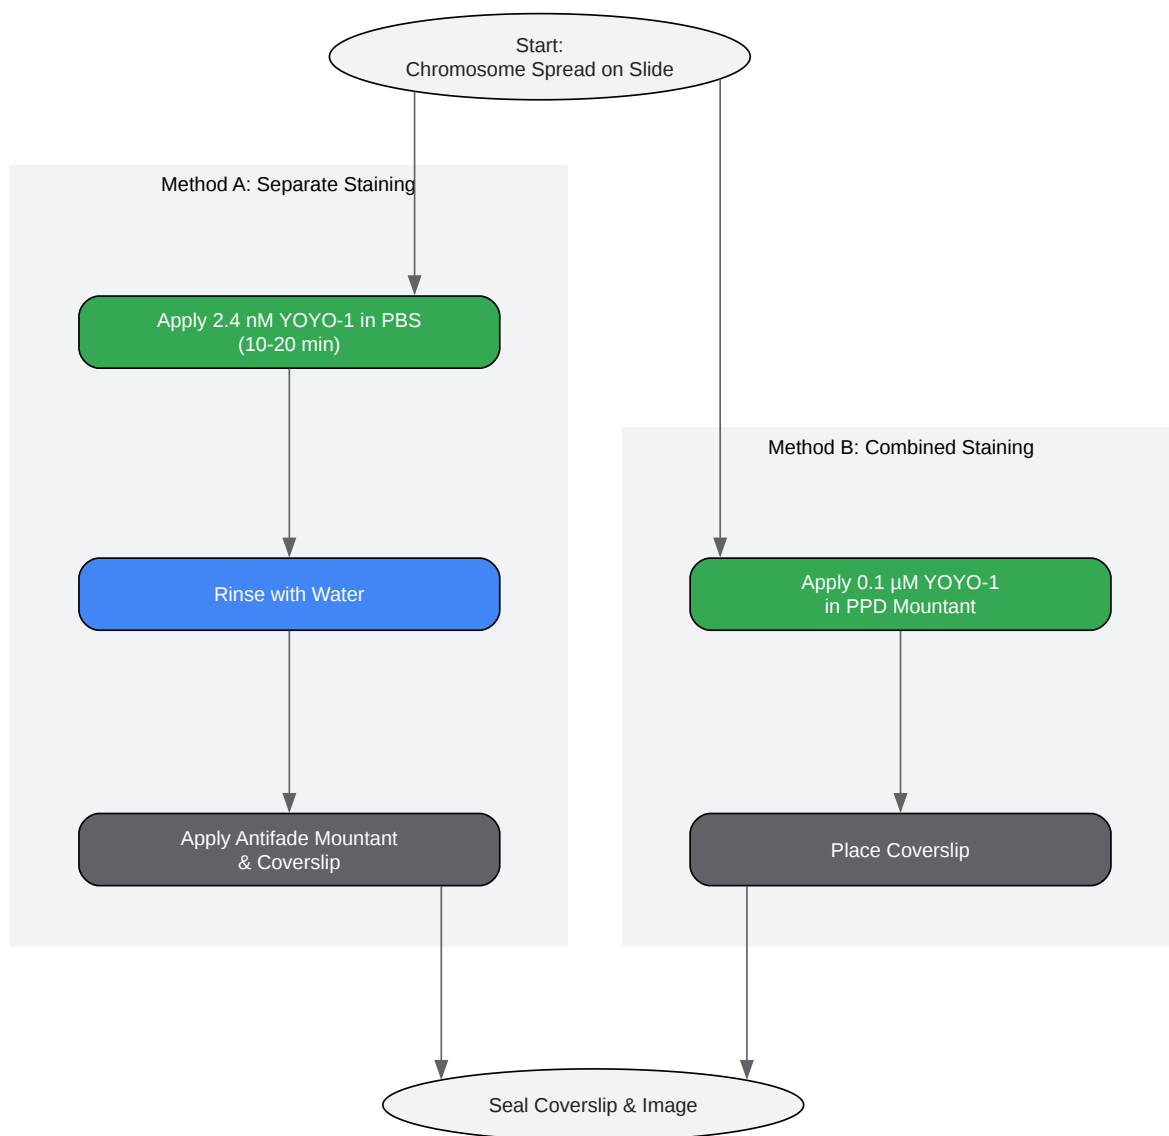 Start:
Chromosome Spread on Slide
Method A: Separate Staining
Apply 2.4 nM YOYO-1 in PBS
(10-20 min)
Rinse with Water
Apply Antifade Mountant
& Coverslip
Method B: Combined Staining
Apply 0.1 µM YOYO-1
in PPD Mountant
Place Coverslip
Seal Coverslip & Image